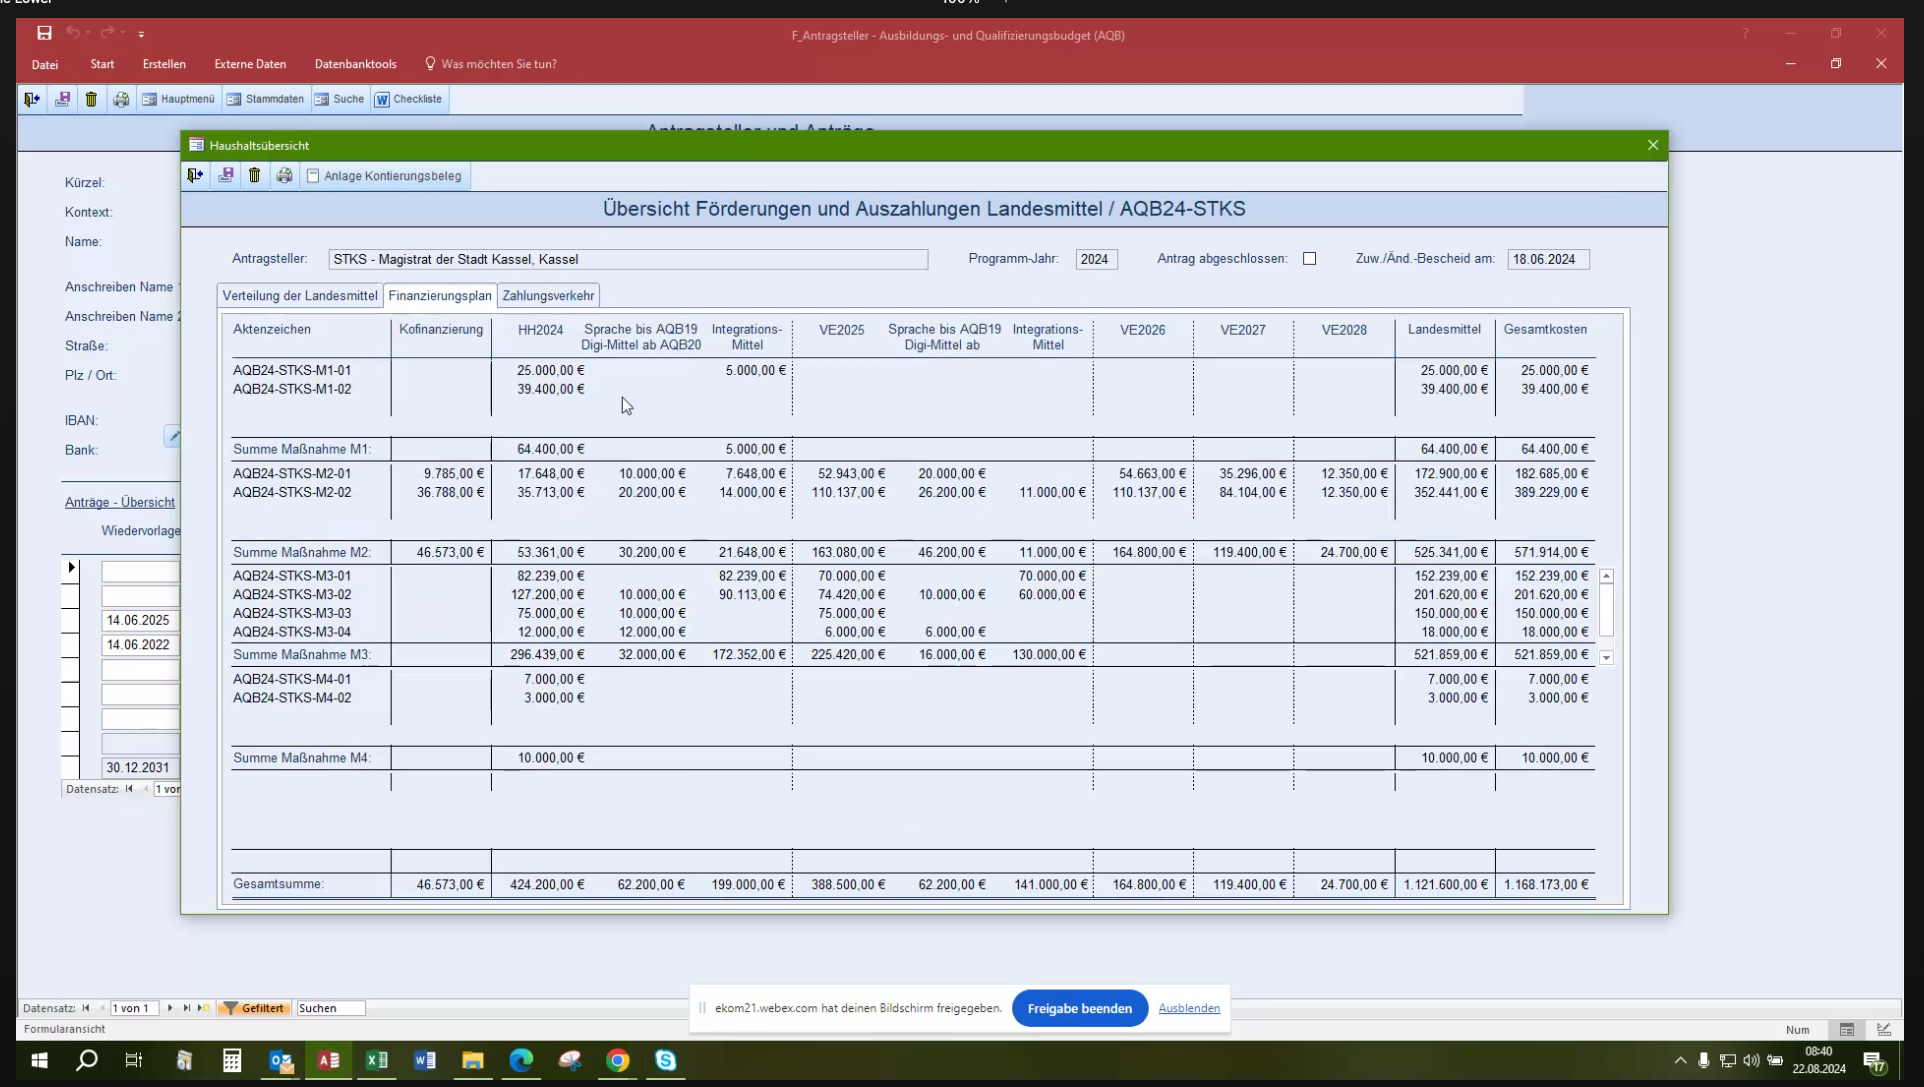 F_Antragsteller - Ausbildungs- und Qualifizierungsbudget (AQB)
Datei Start Erstellen Externe Daten Datenbanktools Was möchten Sie tun?
Hauptmenü Stammdaten Suche Checkliste
Antragsteller und Anträge
Haushaltsübersicht
Anlage Kontierungsbeleg
Übersicht Förderungen und Auszahlungen Landesmittel / AQB24-STKS
Kürzel:
Kontext:
Name:
Anschreiben Name
Anschreiben Name 2
Straße:
Plz / Ort:
IBAN:
Bank:
Anträge - Übersicht
Wiedervorlage
14.06.2025
14.06.2022
30.12.2031
Datensatz: 1 von
Antragsteller: STKS - Magistrat der Stadt Kassel, Kassel Programm-Jahr: 2024 Antrag abgeschlossen: Zuw./Änd.-Bescheid am: 18.06.2024
Verteilung der Landesmittel Finanzierungsplan Zahlungsverkehr
Aktenzeichen Kofinanzierung HH2024 Sprache bis AQB19 Integrations- VE2025 Sprache bis AQB19 Integrations- VE2026 VE2027 VE2028 Landesmittel Gesamtkosten
Digi-Mittel ab AQB20 Mittel Digi-Mittel ab Mittel
AQB24-STKS-M1-01 25.000,00 € 5.000,00 € 25.000,00 € 25.000,00 €
AQB24-STKS-M1-02 39.400,00 € 39.400,00 € 39.400,00 €
Summe Maßnahme M1: 64.400,00 € 5.000,00 € 64.400,00 € 64.400,00 €
AQB24-STKS-M2-01 9.785,00 € 17.648,00 € 10.000,00 € 7.648,00 € 52.943,00 € 20.000,00 € 54.663,00 € 35.296,00 € 12.350,00 € 172.900,00 € 182.685,00 €
AQB24-STKS-M2-02 36.788,00 € 35.713,00 € 20.200,00 € 14.000,00 € 110.137,00 € 26.200,00 € 11.000,00 € 110.137,00 € 84.104,00 € 12.350,00 € 352.441,00 € 389.229,00 €
Summe Maßnahme M2: 46.573,00 € 53.361,00 € 30.200,00 € 21.648,00 € 163.080,00 € 46.200,00 € 11.000,00 € 164.800,00 € 119.400,00 € 24.700,00 € 525.341,00 € 571.914,00 €
AQB24-STKS-M3-01 82.239,00 € 82.239,00 € 70.000,00 € 70.000,00 € 152.239,00 € 152.239,00 €
AQB24-STKS-M3-02 127.200,00 € 10.000,00 € 90.113,00 € 74.420,00 € 10.000,00 € 60.000,00 € 201.620,00 € 201.620,00 €
AQB24-STKS-M3-03 75.000,00 € 10.000,00 € 75.000,00 € 150.000,00 € 150.000,00 €
AQB24-STKS-M3-04 12.000,00 € 12.000,00 € 6.000,00 € 6.000,00 € 18.000,00 € 18.000,00 €
Summe Maßnahme M3: 296.439,00 € 32.000,00 € 172.352,00 € 225.420,00 € 16.000,00 € 130.000,00 € 521.859,00 € 521.859,00 €
AQB24-STKS-M4-01 7.000,00 € 7.000,00 € 7.000,00 €
AQB24-STKS-M4-02 3.000,00 € 3.000,00 € 3.000,00 €
Summe Maßnahme M4: 10.000,00 € 10.000,00 € 10.000,00 €
Gesamtsumme: 46.573,00 € 424.200,00 € 62.200,00 € 199.000,00 € 388.500,00 € 62.200,00 € 141.000,00 € 164.800,00 € 119.400,00 € 24.700,00 € 1.121.600,00 € 1.168.173,00 €
ekom21.webex.com hat deinen Bildschirm freigegeben. Freigabe beenden Ausblenden
Datensatz: 1 von 1 Gefiltert Suchen
Formularansicht Num
08:40
22.08.2024
17